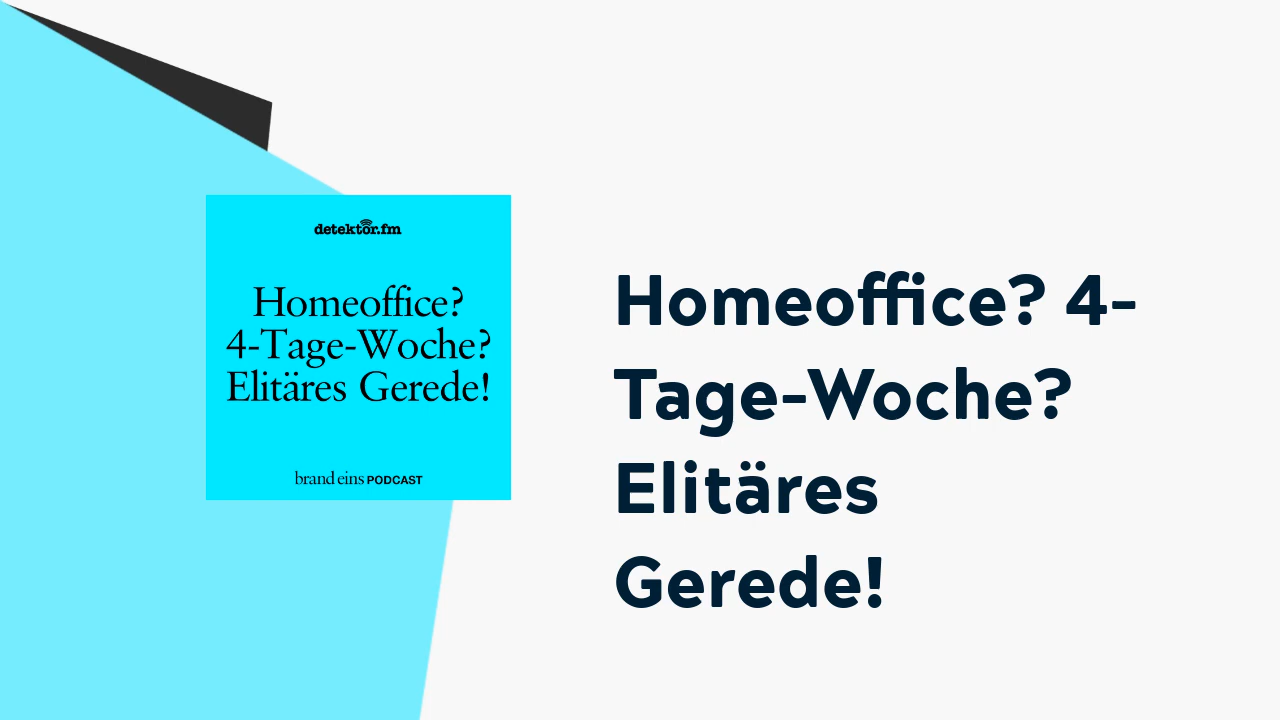 detektor.fm
Homeoffice?
4-Tage-Woche?
Elitäres Gerede!
brand eins PODCAST
Homeoffice? 4-
Tage-Woche?
Elitäres
Gerede!